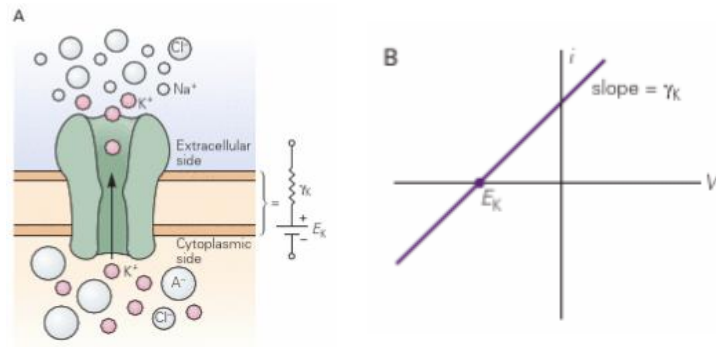 A
Cl⁻
Na⁺
K⁺
Extracellular
side
γK
+
EK
−
=
Cytoplasmic
side
K⁺
A⁻
Cl⁻
B
i
slope = γK
EK
V